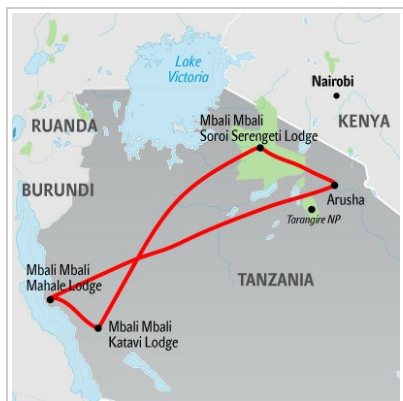 Lake
Victoria
Nairobi
Mbali Mbali
Soroi Serengeti Lodge
KENYA
RUANDA
BURUNDI
Arusha
Tarangire NP
Mbali Mbali
Mahale Lodge
TANZANIA
Mbali Mbali
Katavi Lodge